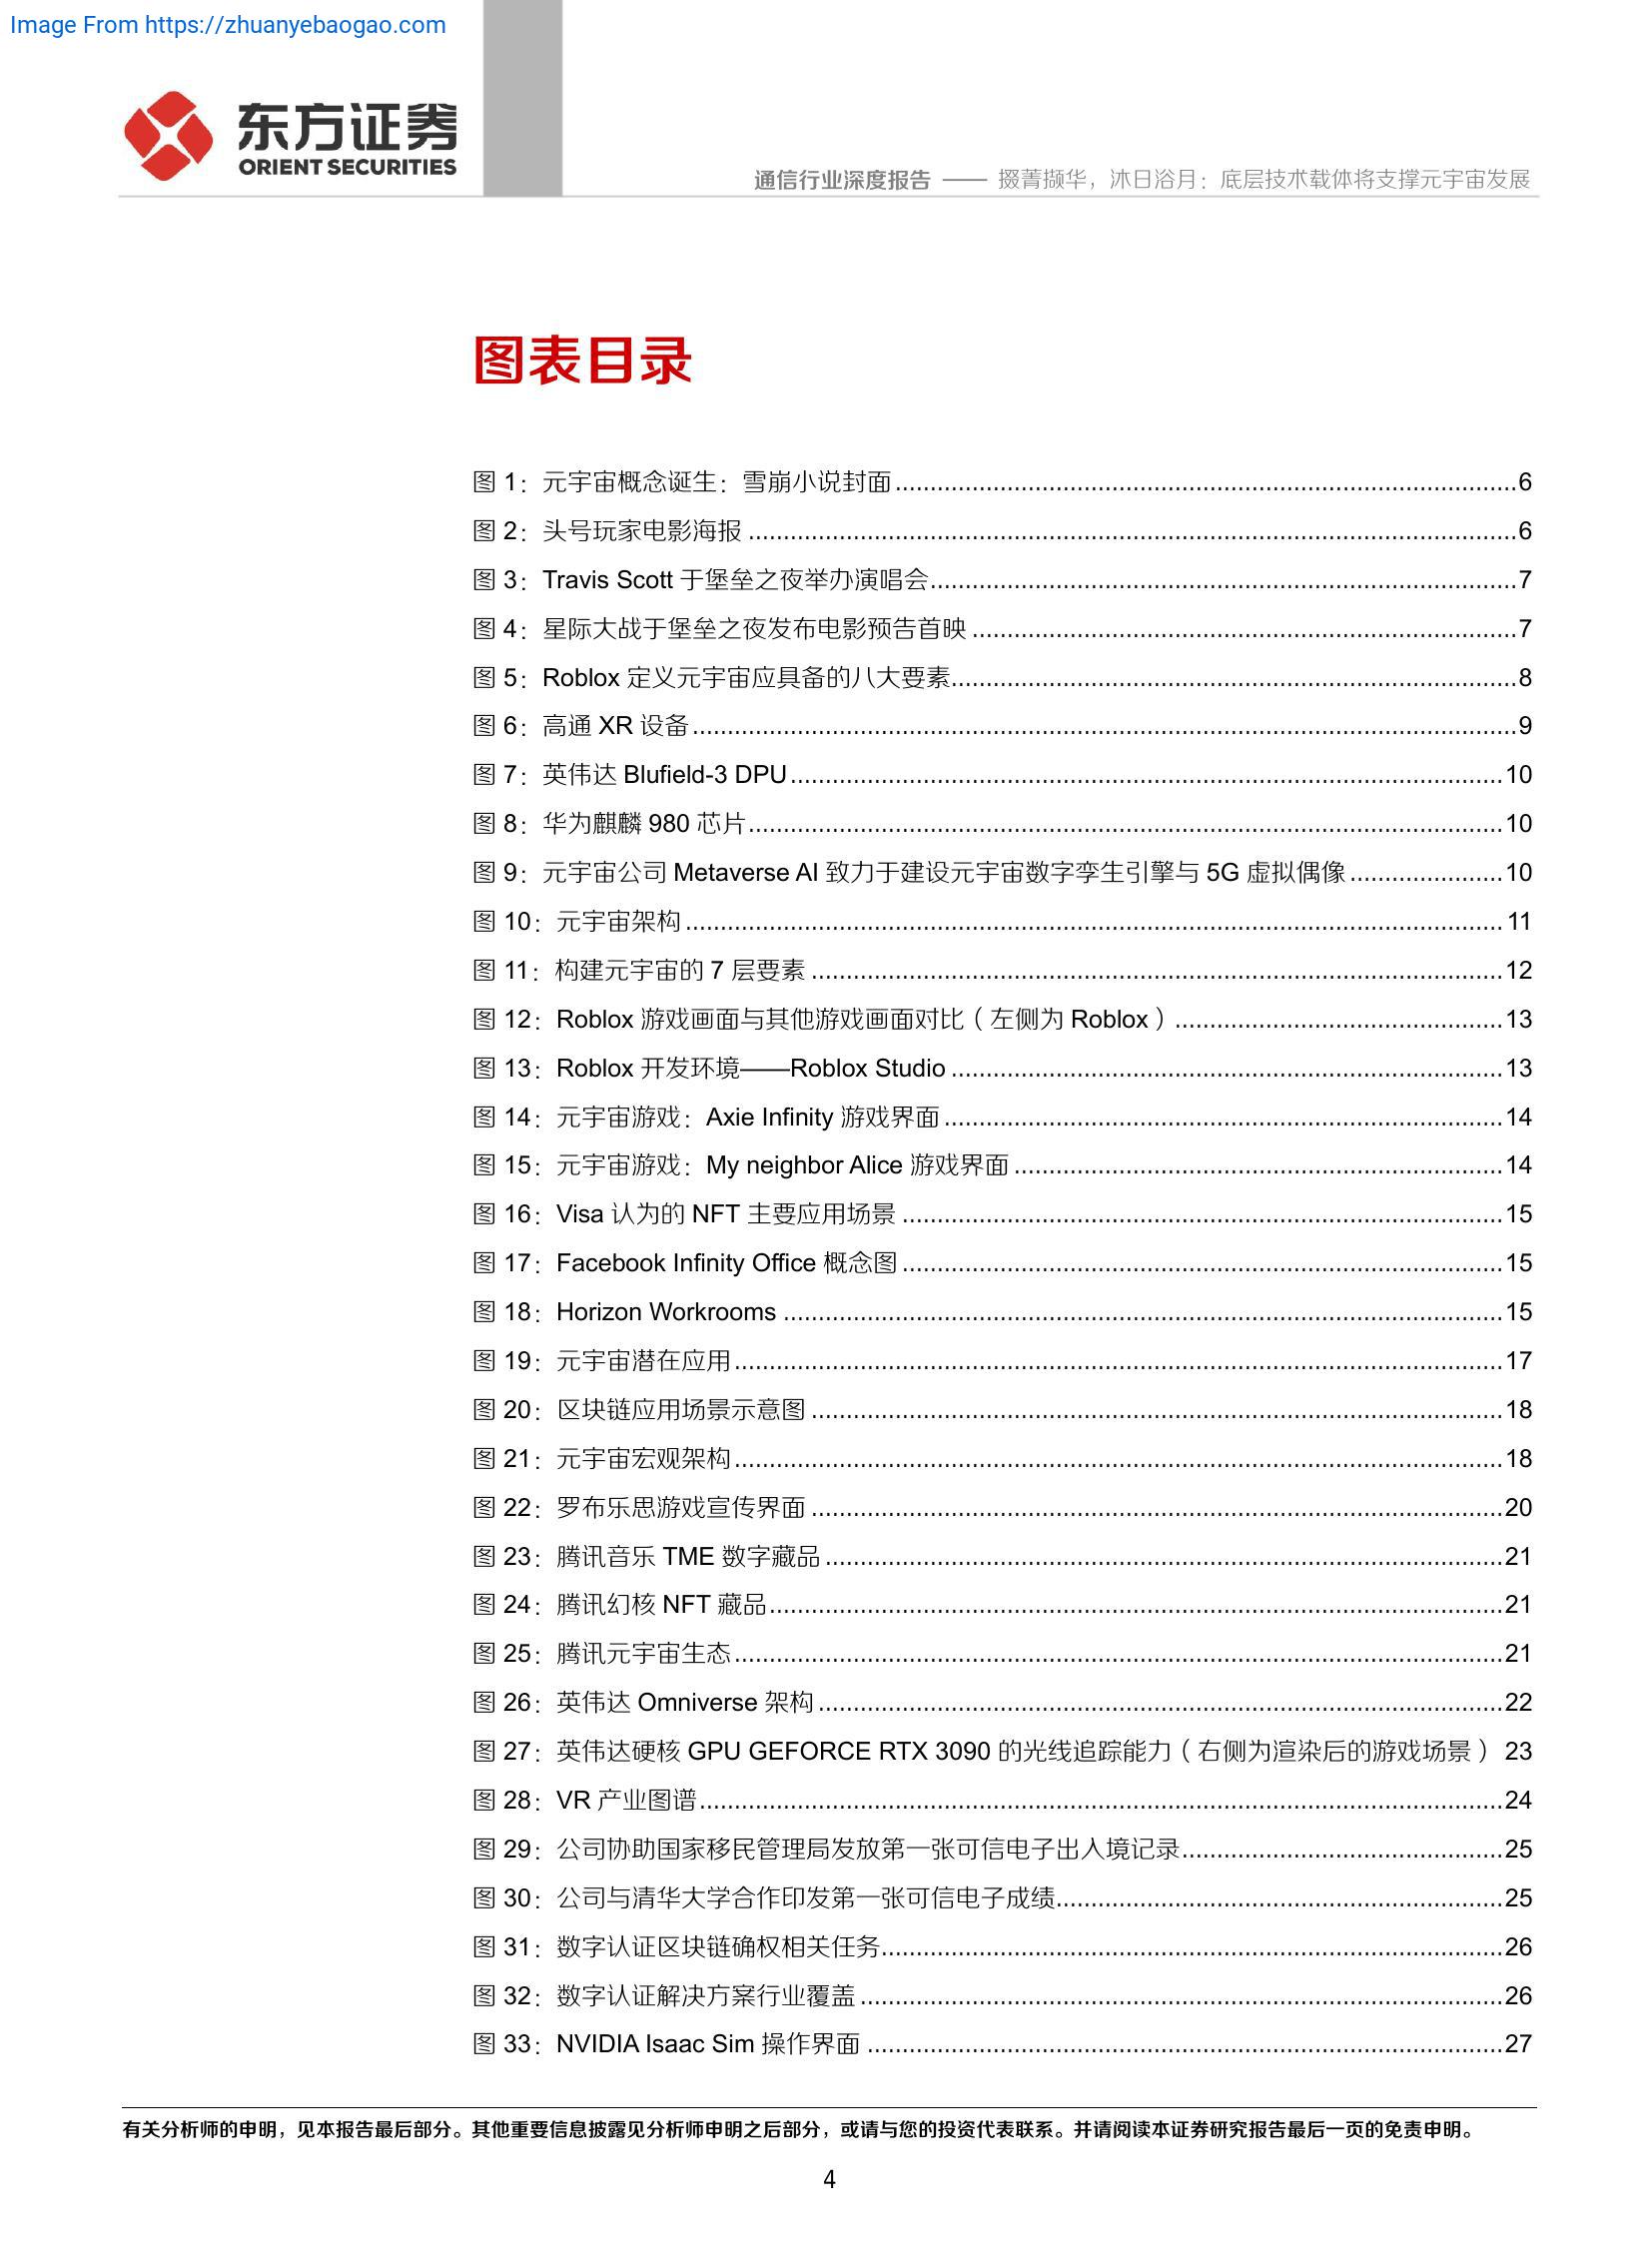 Image From https://zhuanyebaogao.com
东方证券
ORIENT SECURITIES
通信行业深度报告 —— 掇菁撷华，沐日浴月：底层技术载体将支撑元宇宙发展
图表目录
图 1：元宇宙概念诞生：雪崩小说封面........................................6
图 2：头号玩家电影海报........................................6
图 3：Travis Scott 于堡垒之夜举办演唱会........................................7
图 4：星际大战于堡垒之夜发布电影预告首映........................................7
图 5：Roblox 定义元宇宙应具备的八大要素........................................8
图 6：高通 XR 设备........................................9
图 7：英伟达 Blufield-3 DPU........................................10
图 8：华为麒麟 980 芯片........................................10
图 9：元宇宙公司 Metaverse AI 致力于建设元宇宙数字孪生引擎与 5G 虚拟偶像......................10
图 10：元宇宙架构........................................11
图 11：构建元宇宙的 7 层要素........................................12
图 12：Roblox 游戏画面与其他游戏画面对比（左侧为 Roblox）........................................13
图 13：Roblox 开发环境——Roblox Studio........................................13
图 14：元宇宙游戏：Axie Infinity 游戏界面........................................14
图 15：元宇宙游戏：My neighbor Alice 游戏界面........................................14
图 16：Visa 认为的 NFT 主要应用场景........................................15
图 17：Facebook Infinity Office 概念图........................................15
图 18：Horizon Workrooms........................................15
图 19：元宇宙潜在应用........................................17
图 20：区块链应用场景示意图........................................18
图 21：元宇宙宏观架构........................................18
图 22：罗布乐思游戏宣传界面........................................20
图 23：腾讯音乐 TME 数字藏品........................................21
图 24：腾讯幻核 NFT 藏品........................................21
图 25：腾讯元宇宙生态........................................21
图 26：英伟达 Omniverse 架构........................................22
图 27：英伟达硬核 GPU GEFORCE RTX 3090 的光线追踪能力（右侧为渲染后的游戏场景） 23
图 28：VR 产业图谱........................................24
图 29：公司协助国家移民管理局发放第一张可信电子出入境记录........................................25
图 30：公司与清华大学合作印发第一张可信电子成绩........................................25
图 31：数字认证区块链确权相关任务........................................26
图 32：数字认证解决方案行业覆盖........................................26
图 33：NVIDIA Isaac Sim 操作界面........................................27
有关分析师的申明，见本报告最后部分。其他重要信息披露见分析师申明之后部分，或请与您的投资代表联系。并请阅读本证券研究报告最后一页的免责申明。
4